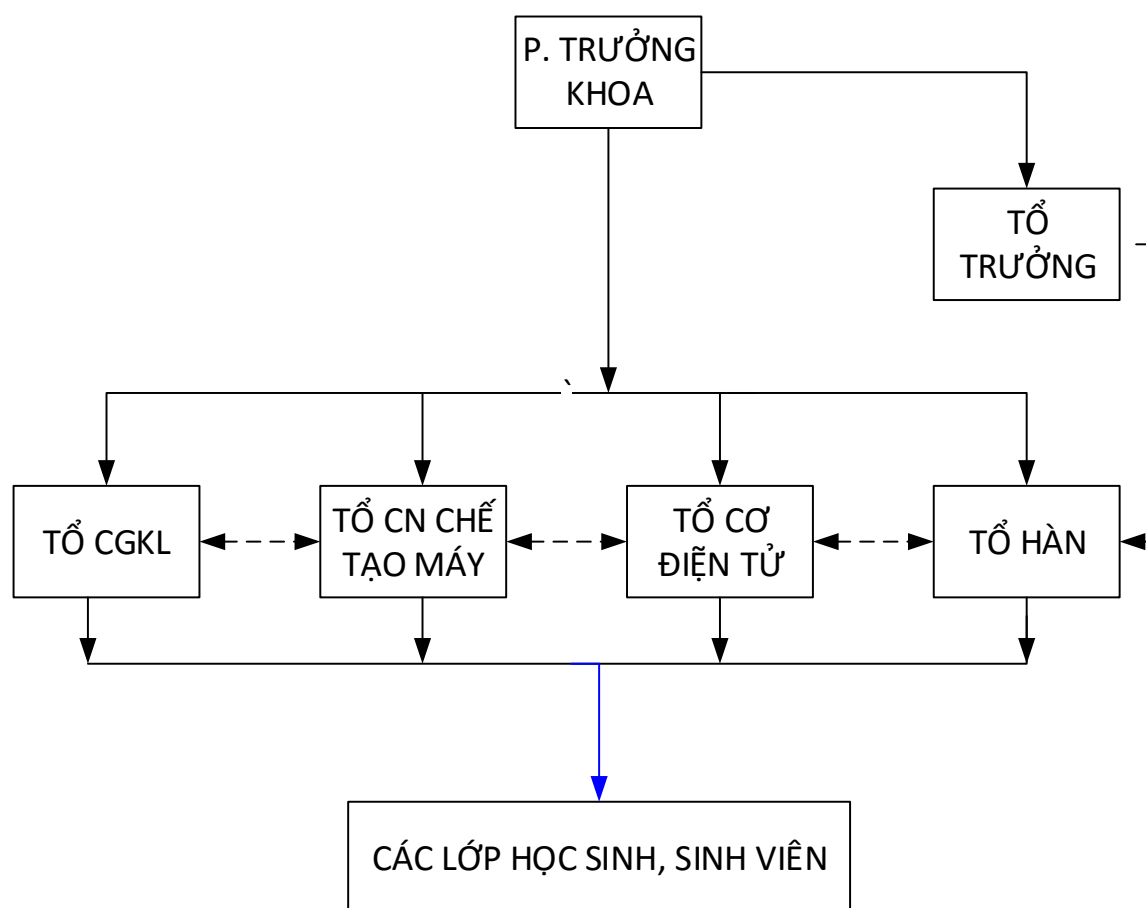 P. TRƯỞNG
KHOA
TỔ
TRƯỞNG
`
TỔ CGKL
TỔ CN CHẾ
TẠO MÁY
TỔ CƠ
ĐIỆN TỬ
TỔ HÀN
CÁC LỚP HỌC SINH, SINH VIÊN